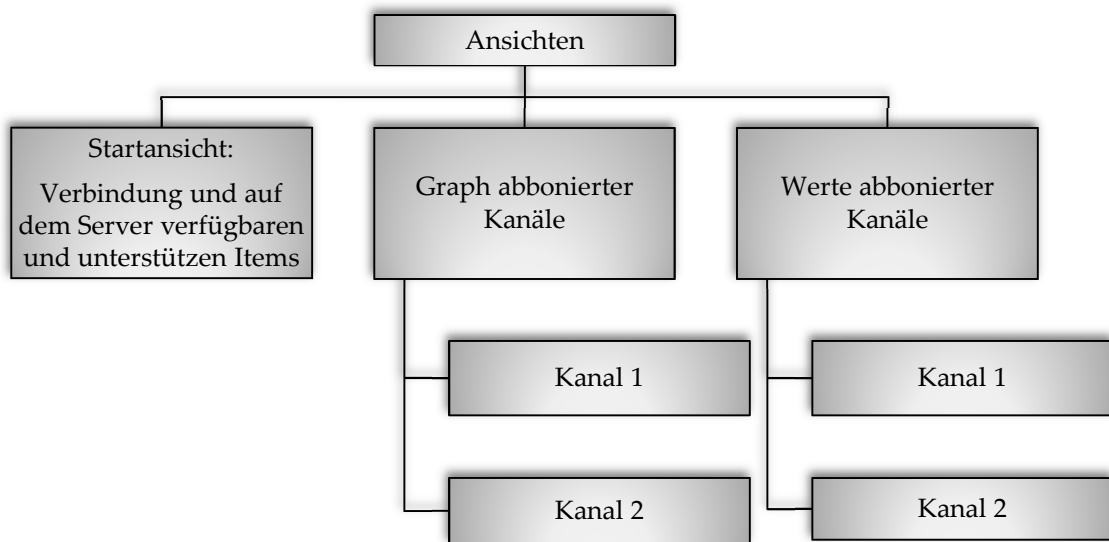 Ansichten
Startansicht:
Verbindung und auf
dem Server verfügbaren
und unterstützen Items
Graph abbonierter
Kanäle
Werte abbonierter
Kanäle
Kanal 1
Kanal 2
Kanal 1
Kanal 2